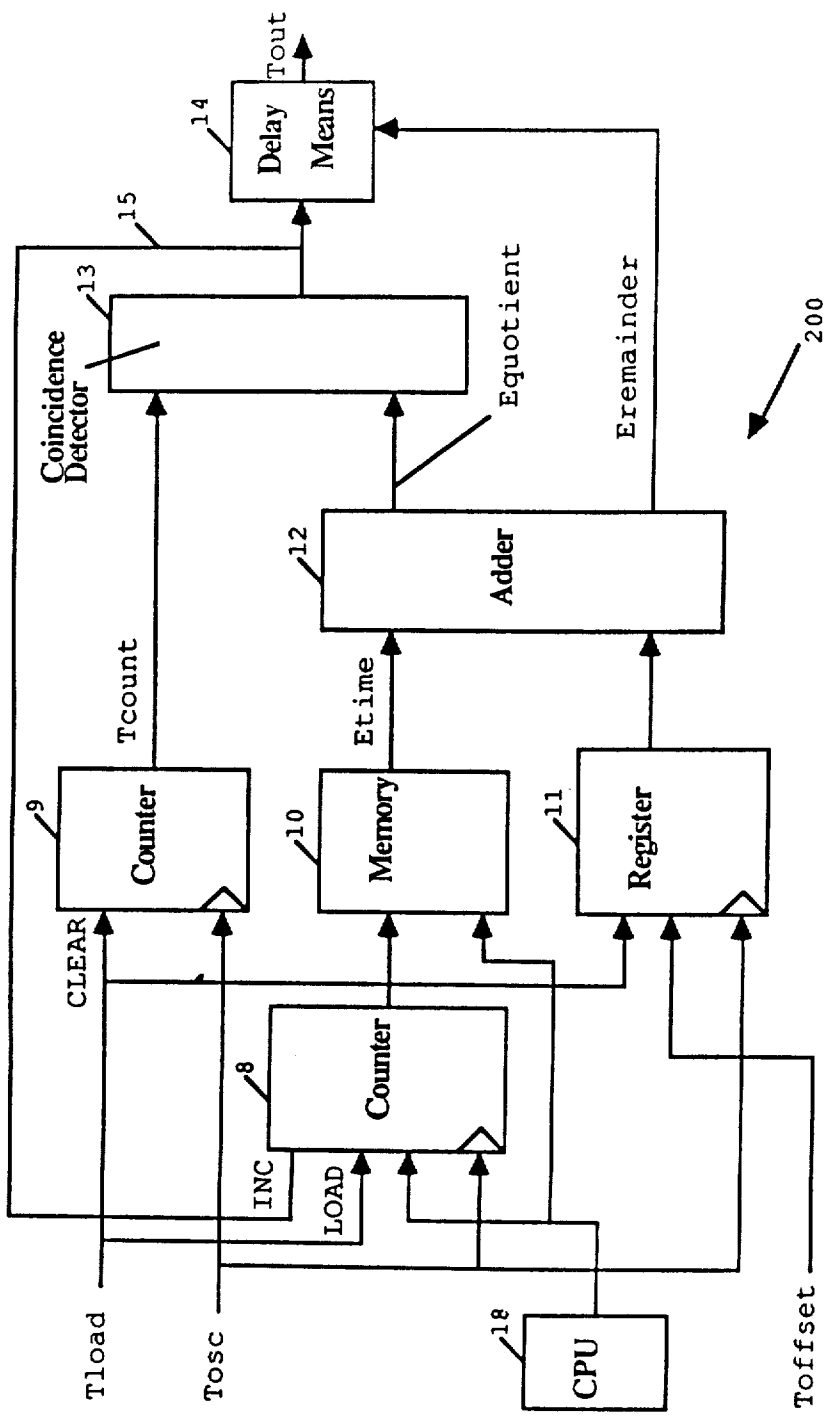 Tload
Tosc
18
CPU
Toffset
INC
LOAD
8
Counter
CLEAR
9
Counter
10
Memory
11
Register
Tcount
Etime
12
Adder
Coincidence
Detector
13
15
Equotient
Eremainder
14
Delay
Means
Tout
200